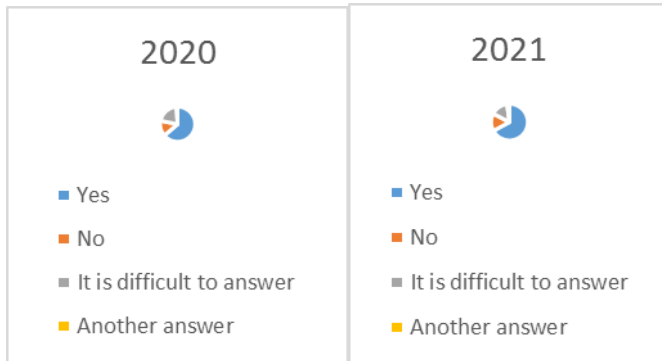 2020
Yes
No
It is difficult to answer
Another answer
2021
Yes
No
It is difficult to answer
Another answer